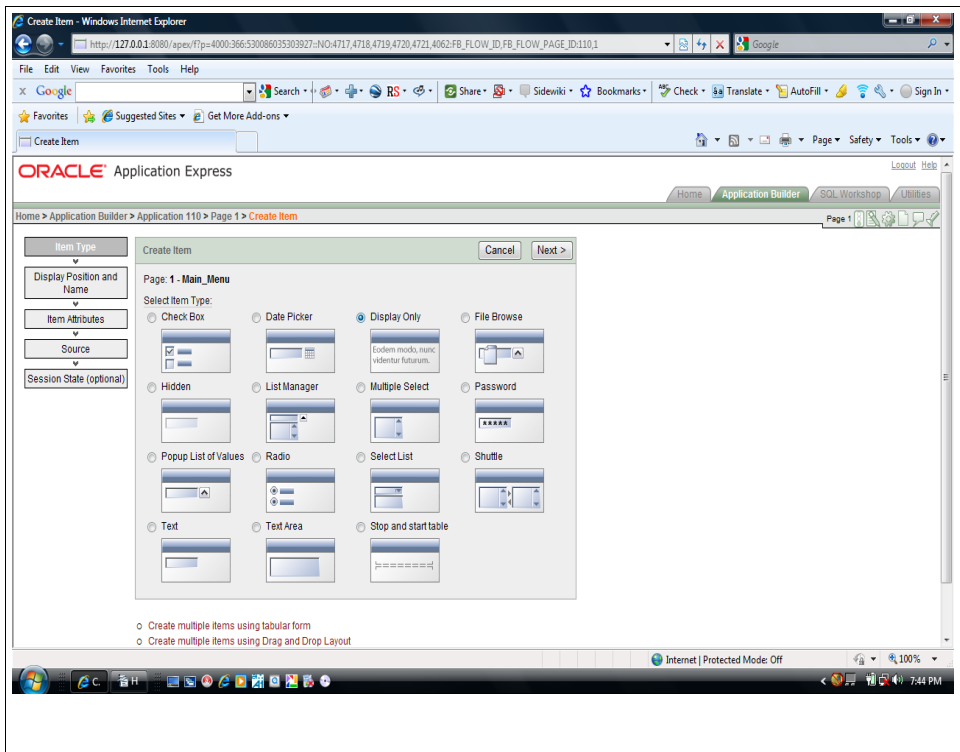 Create Item - Windows Internet Explorer
http://127.0.0.1:8080/apex/f?p=4000:366:530086035303927::NO:4717,4718,4719,4720,4721,4062:FB_FLOW_ID,FB_FLOW_PAGE_ID:110,1
Google
File Edit View Favorites Tools Help
x Google Search RS Share Sidewiki Bookmarks Check Translate AutoFill Sign In
Favorites Suggested Sites Get More Add-ons
Create Item Page Safety Tools
ORACLE Application Express
Logout Help
Home Application Builder SQL Workshop Utilities
Home > Application Builder > Application 110 > Page 1 > Create Item
Page 1
Item Type
Display Position and Name
Item Attributes
Source
Session State (optional)
Create Item Cancel Next >
Page: 1 - Main_Menu
Select Item Type:
Check Box Date Picker Display Only File Browse
Eodem modo, nunc
videntur futurum.
Hidden List Manager Multiple Select Password
Popup List of Values Radio Select List Shuttle
Text Text Area Stop and start table
o Create multiple items using tabular form
o Create multiple items using Drag and Drop Layout
Internet | Protected Mode: Off 100%
C. H 7:44 PM